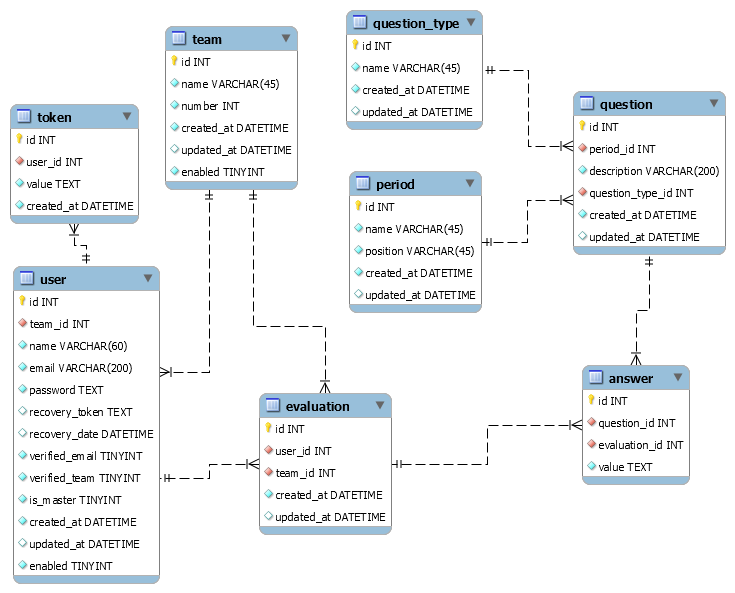 team
id INT
name VARCHAR(45)
number INT
created_at DATETIME
updated_at DATETIME
enabled TINYINT
question_type
id INT
name VARCHAR(45)
created_at DATETIME
updated_at DATETIME
token
id INT
user_id INT
value TEXT
created_at DATETIME
question
id INT
period_id INT
description VARCHAR(200)
question_type_id INT
created_at DATETIME
updated_at DATETIME
period
id INT
name VARCHAR(45)
position VARCHAR(45)
created_at DATETIME
updated_at DATETIME
user
id INT
team_id INT
name VARCHAR(60)
email VARCHAR(200)
password TEXT
recovery_token TEXT
recovery_date DATETIME
verified_email TINYINT
verified_team TINYINT
is_master TINYINT
created_at DATETIME
updated_at DATETIME
enabled TINYINT
evaluation
id INT
user_id INT
team_id INT
created_at DATETIME
updated_at DATETIME
answer
id INT
question_id INT
evaluation_id INT
value TEXT